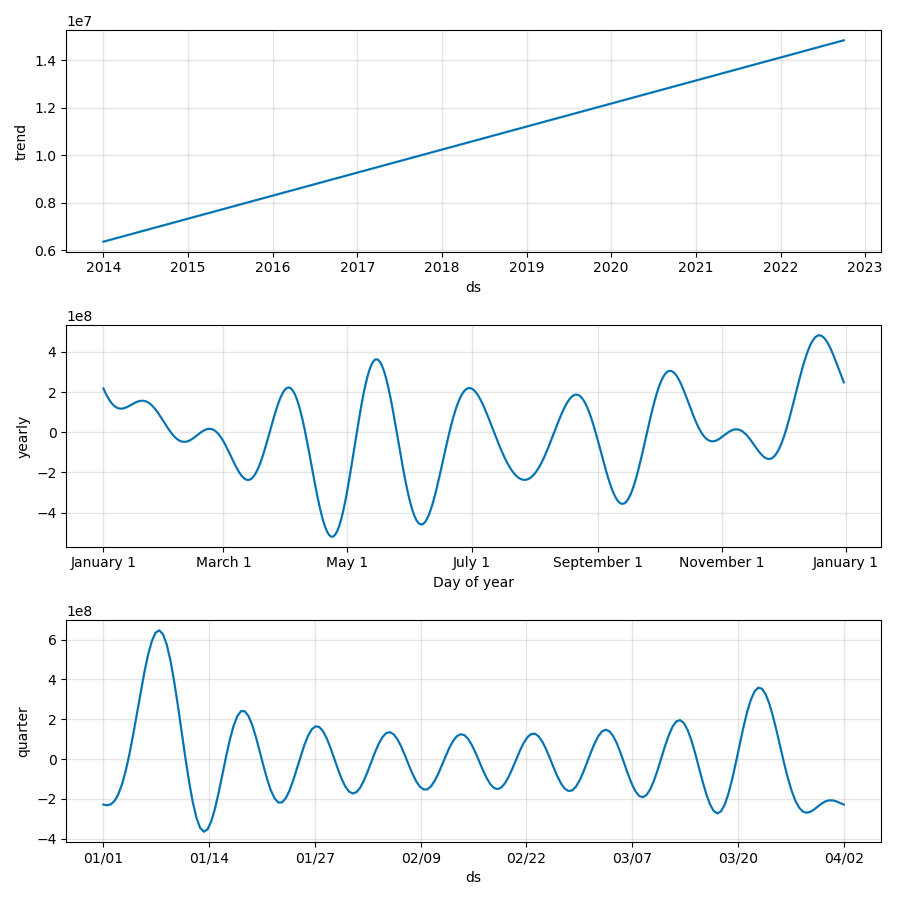 1e7
1.4
1.2
1.0
0.8
0.6
trend
2014 2015 2016 2017 2018 2019 2020 2021 2022 2023
ds
1e8
4
2
0
−2
−4
yearly
January 1 March 1 May 1 July 1 September 1 November 1 January 1
Day of year
1e8
6
4
2
0
−2
−4
quarter
01/01 01/14 01/27 02/09 02/22 03/07 03/20 04/02
ds